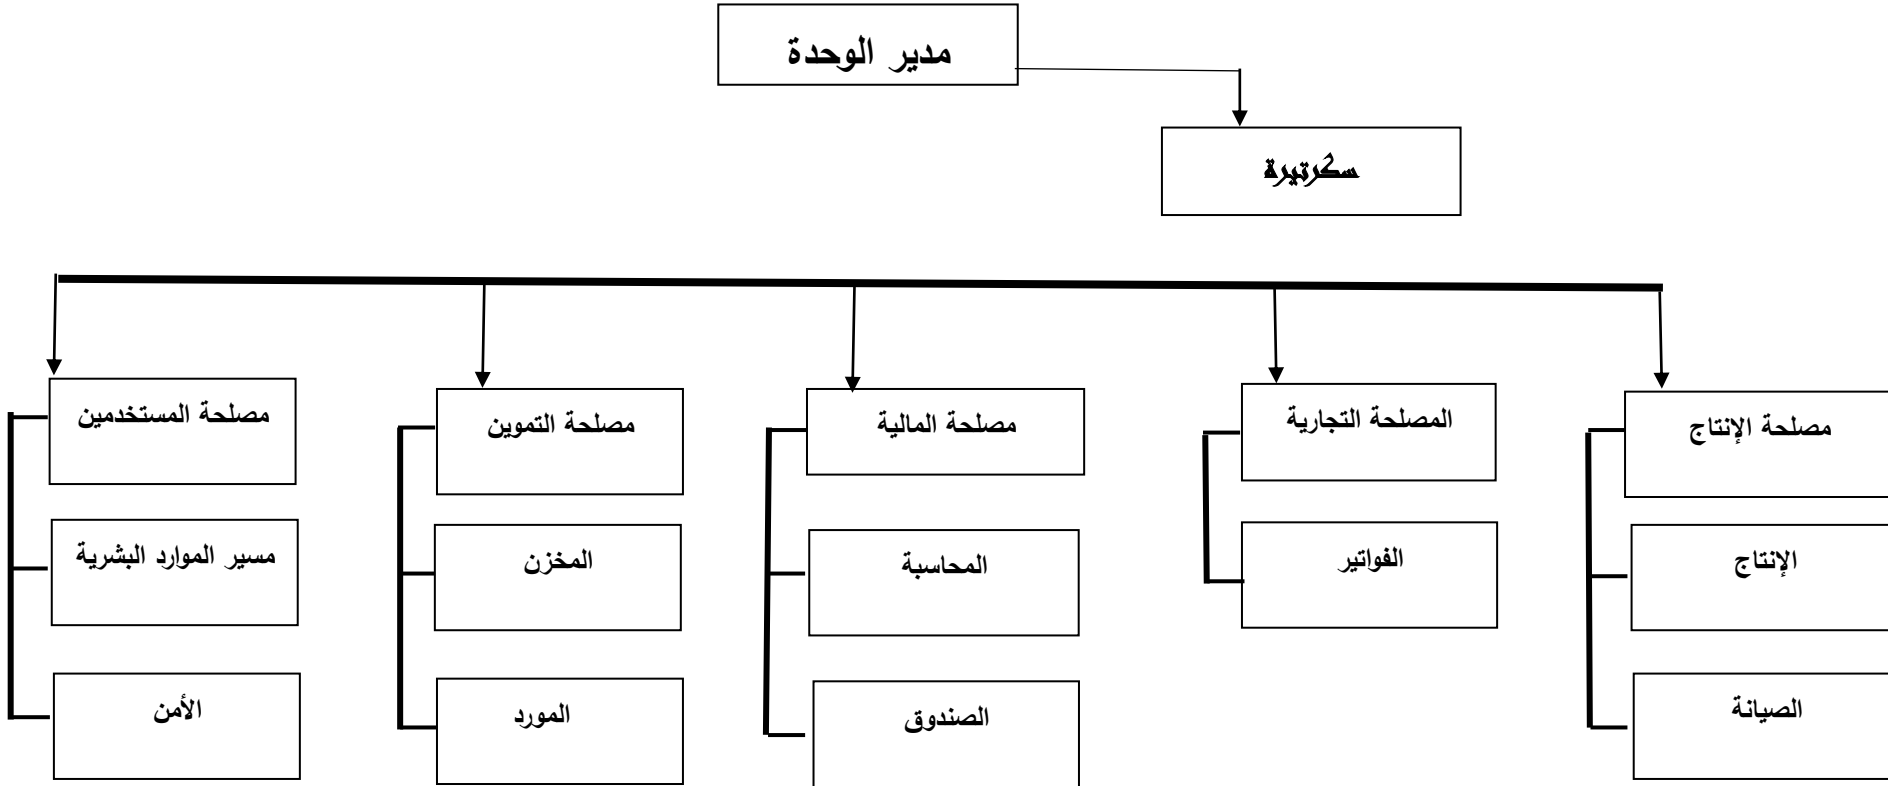 مدير الوحدة
سكرتيرة
مصلحة الإنتاج
المصلحة التجارية
مصلحة المالية
مصلحة التموين
مصلحة المستخدمين
الإنتاج
الفواتير
المحاسبة
المخزن
مسير الموارد البشرية
الصيانة
الصندوق
المورد
الأمن